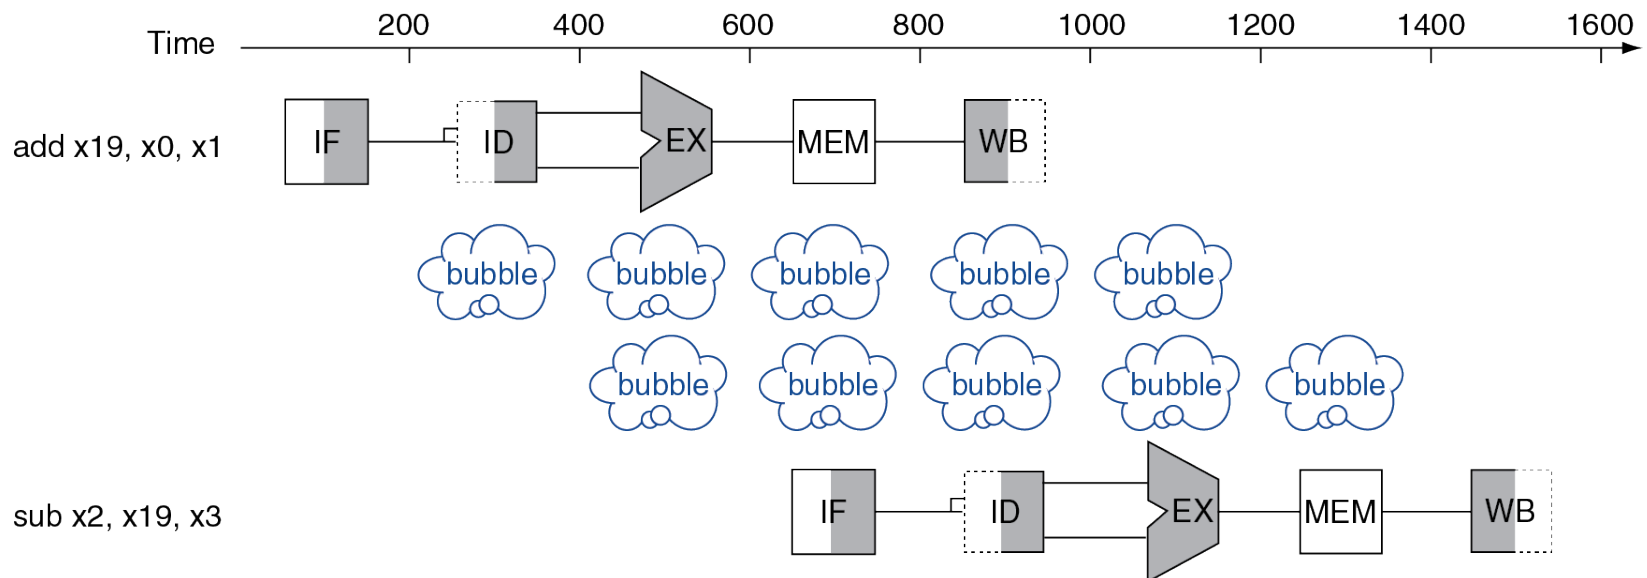 200 400 600 800 1000 1200 1400 1600
Time
add x19, x0, x1 IF ID EX MEM WB
bubble bubble bubble bubble bubble
bubble bubble bubble bubble bubble
sub x2, x19, x3 IF ID EX MEM WB